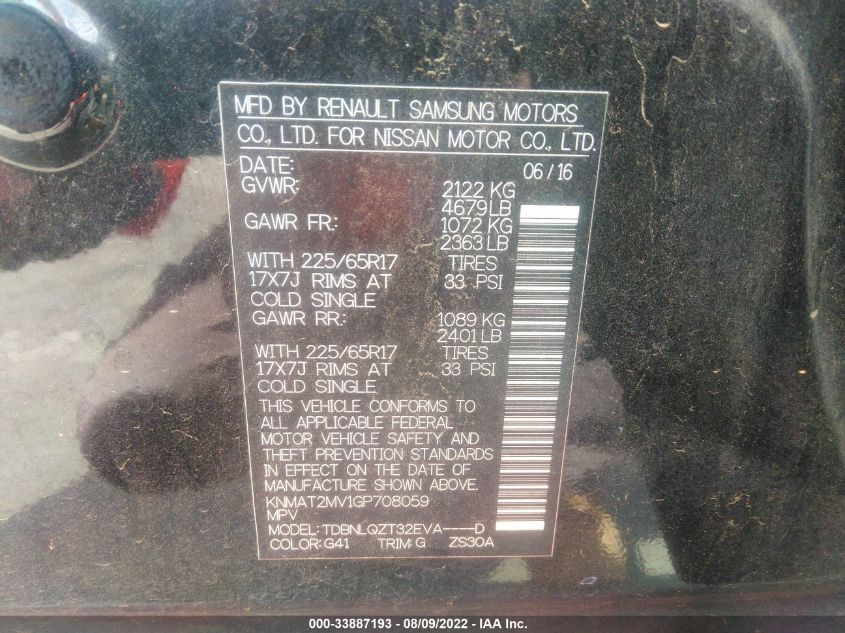 MFD BY RENAULT SAMSUNG MOTORS
CO., LTD. FOR NISSAN MOTOR CO., LTD.
DATE: 06/16
GVWR: 2122 KG
4679 LB
GAWR FR.: 1072 KG
2363 LB
WITH 225/65R17 TIRES
17X7J RIMS AT 33 PSI
COLD SINGLE
GAWR RR.: 1089 KG
2401 LB
WITH 225/65R17 TIRES
17X7J RIMS AT 33 PSI
COLD SINGLE
THIS VEHICLE CONFORMS TO
ALL APPLICABLE FEDERAL
MOTOR VEHICLE SAFETY AND
THEFT PREVENTION STANDARDS
IN EFFECT ON THE DATE OF
MANUFACTURE SHOWN ABOVE.
KNMAT2MV1GP708059
MPV
MODEL: TDBNLQZT32EVA----D
COLOR: G41 TRIM: G ZS30A
000-33887193 - 08/09/2022 - IAA Inc.